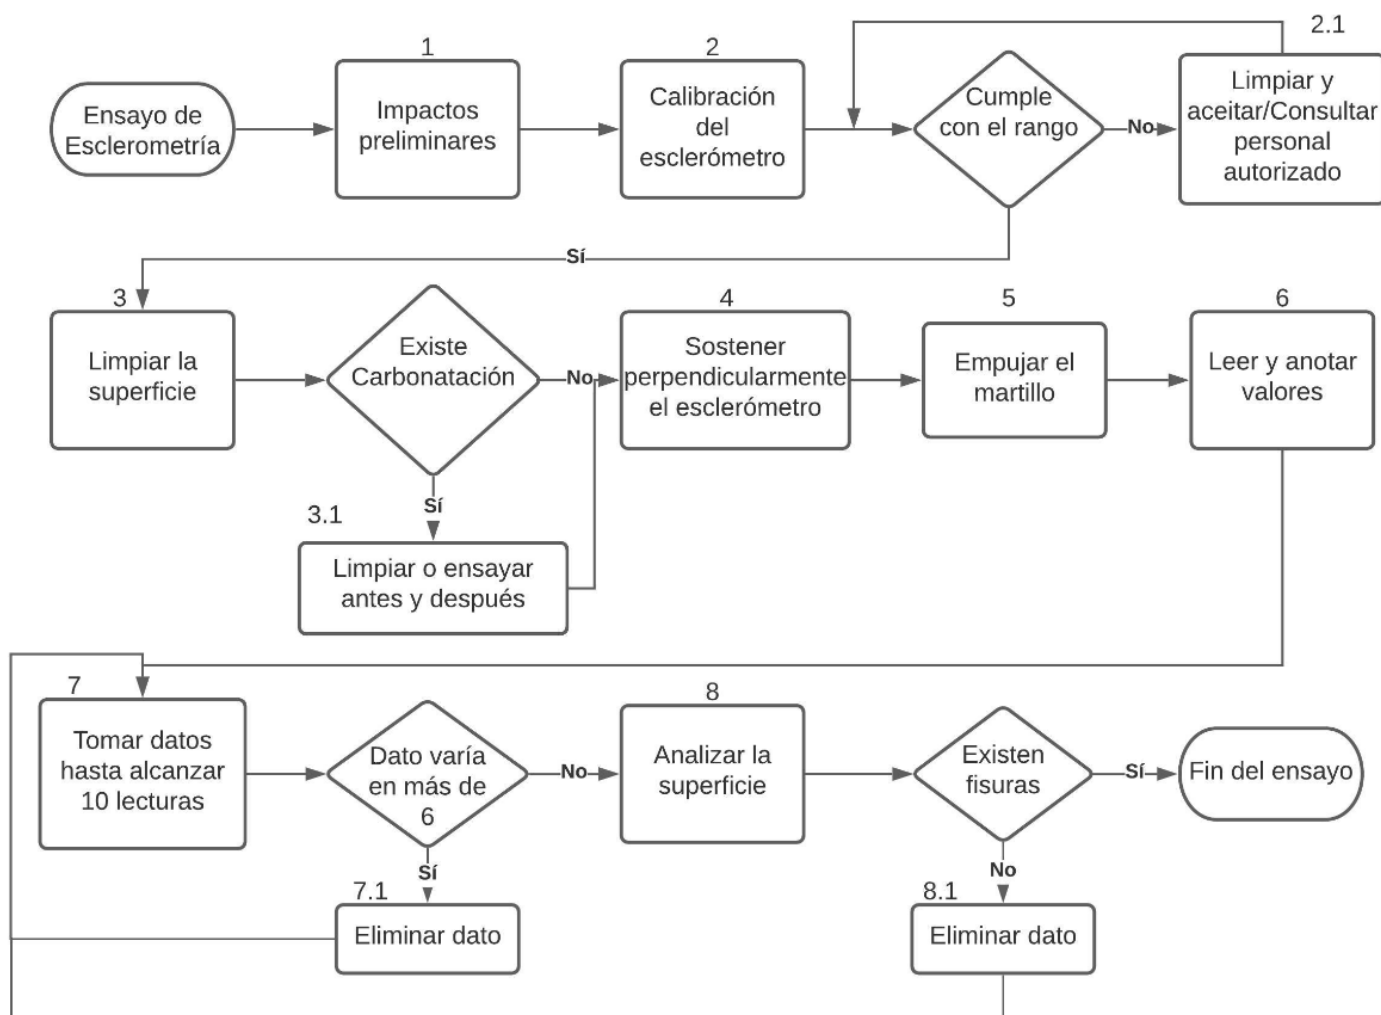 Ensayo de
Esclerometría
1
Impactos
preliminares
2
Calibración
del
esclerómetro
Cumple
con el rango
No
2.1
Limpiar y
aceitar/Consultar
personal
autorizado
Sí
3
Limpiar la
superficie
Existe
Carbonatación
No
Sí
3.1
Limpiar o ensayar
antes y después
4
Sostener
perpendicularmente
el esclerómetro
5
Empujar el
martillo
6
Leer y anotar
valores
7
Tomar datos
hasta alcanzar
10 lecturas
Dato varía
en más de
6
No
Sí
7.1
Eliminar dato
8
Analizar la
superficie
Existen
fisuras
Sí
Fin del ensayo
No
8.1
Eliminar dato